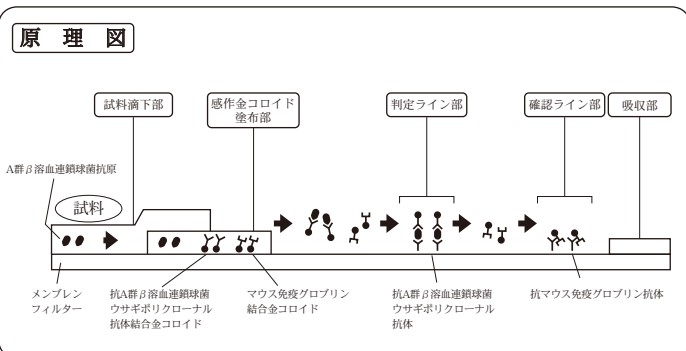 原理図
試料滴下部
感作金コロイド
塗布部
判定ライン部
確認ライン部
吸収部
A群β溶血連鎖球菌抗原
試料
メンブレン
フィルター
抗A群β溶血連鎖球菌
ウサギポリクローナル
抗体結合金コロイド
マウス免疫グロブリン
結合金コロイド
抗A群β溶血連鎖球菌
ウサギポリクローナル
抗体
抗マウス免疫グロブリン抗体